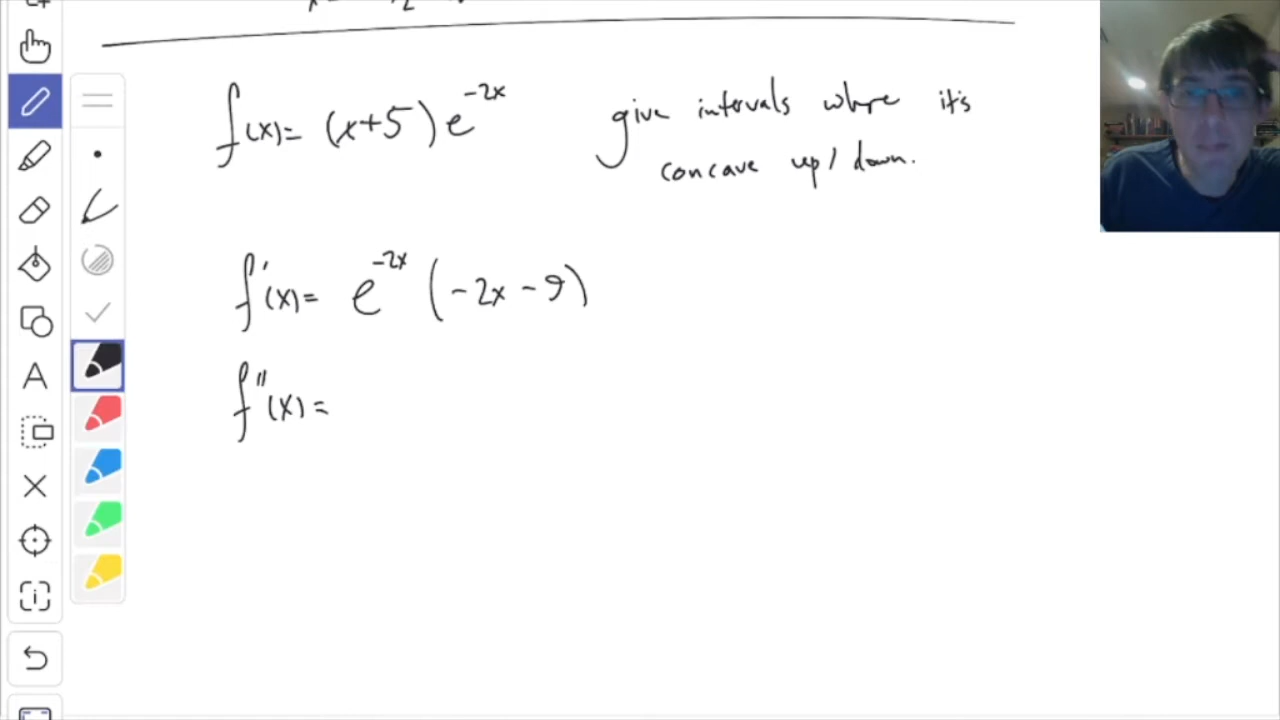 f(x) = (x+5)e^{-2x} give intervals where it's
concave up/down.
f'(x) = e^{-2x} (-2x - 9)
f''(x) =
A